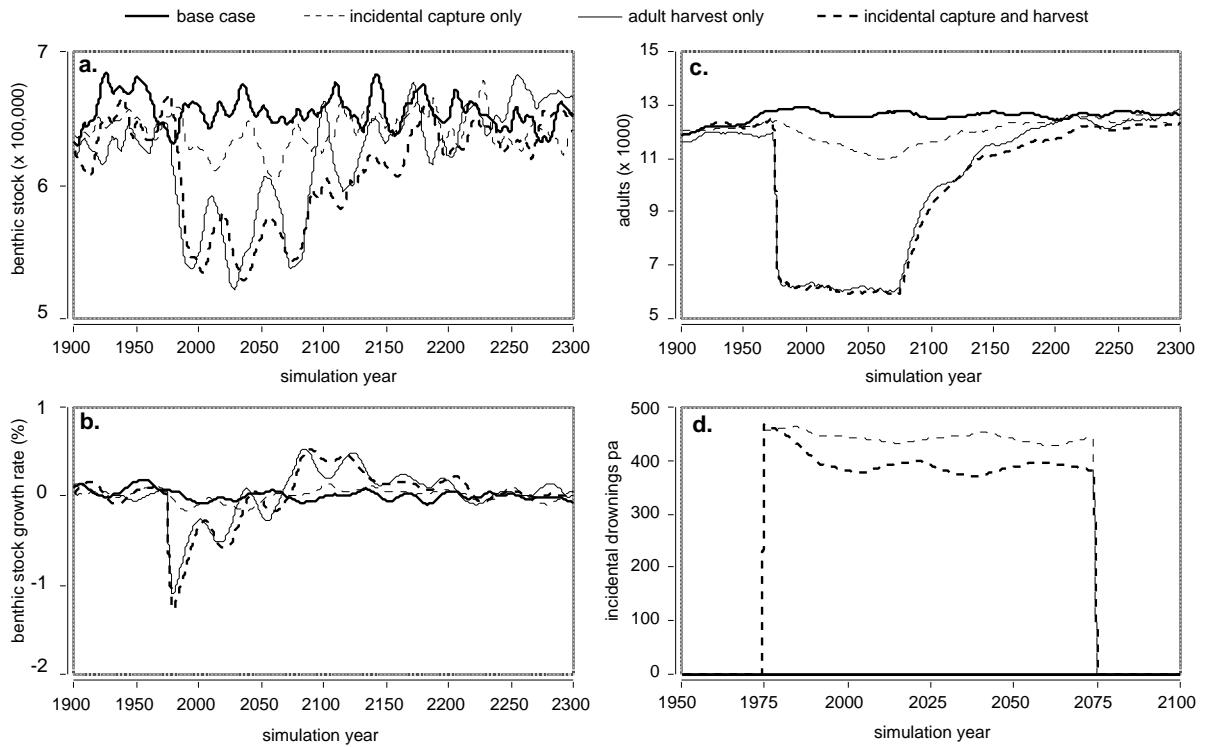 base case incidental capture only adult harvest only incidental capture and harvest
a.
benthic stock (x 100,000)
7
6
5
1900 1950 2000 2050 2100 2150 2200 2250 2300
simulation year
c.
adults (x 1000)
15
13
11
9
7
5
1900 1950 2000 2050 2100 2150 2200 2250 2300
simulation year
b.
benthic stock growth rate (%)
1
0
-1
-2
1900 1950 2000 2050 2100 2150 2200 2250 2300
simulation year
d.
incidental drownings pa
500
400
300
200
100
0
1950 1975 2000 2025 2050 2075 2100
simulation year